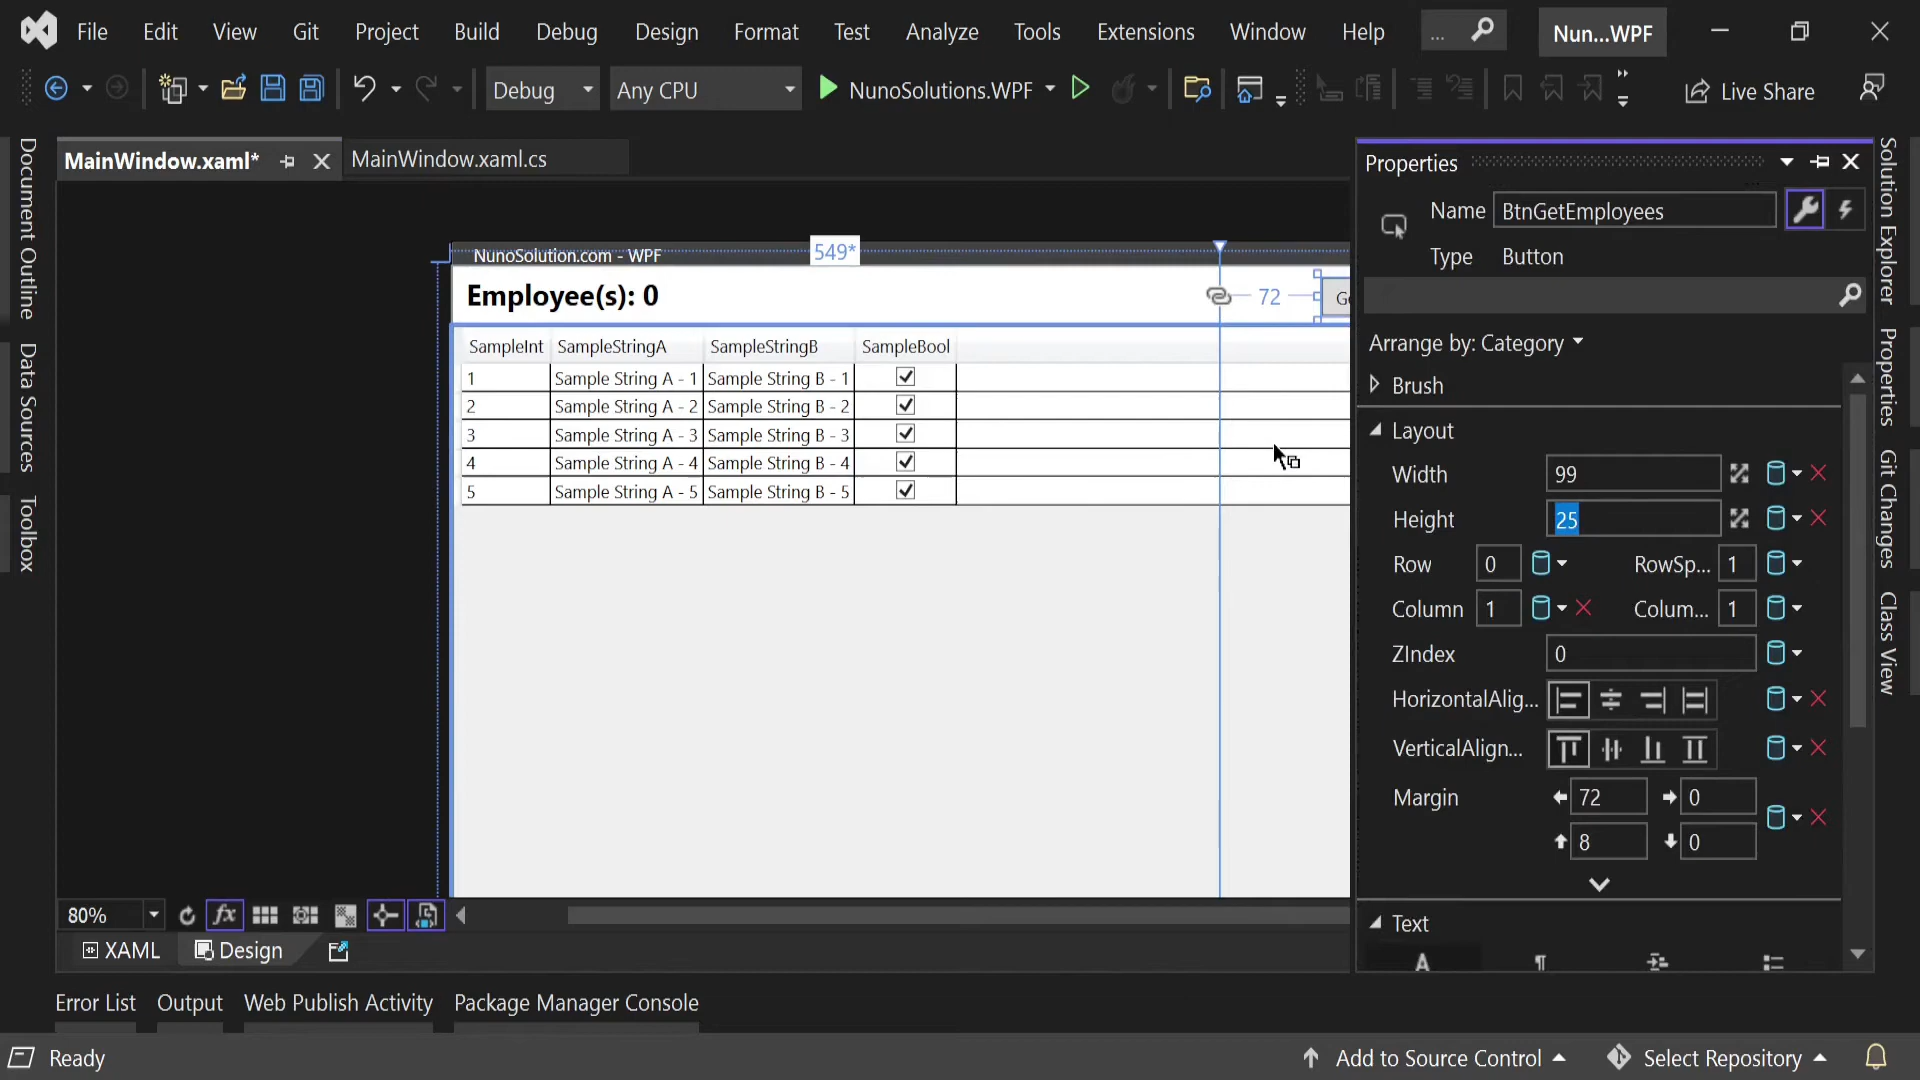 File Edit View Git Project Build Debug Design Format Test Analyze Tools Extensions Window Help ... Nun...WPF
Debug Any CPU NunoSolutions.WPF Live Share
MainWindow.xaml* MainWindow.xaml.cs
Document Outline
Data Sources
Toolbox
NunoSolution.com - WPF 549*
Employee(s): 0 72
SampleInt SampleStringA SampleStringB SampleBool
1 Sample String A - 1 Sample String B - 1
2 Sample String A - 2 Sample String B - 2
3 Sample String A - 3 Sample String B - 3
4 Sample String A - 4 Sample String B - 4
5 Sample String A - 5 Sample String B - 5
80%
XAML Design
Properties
Name BtnGetEmployees
Type Button
Arrange by: Category
Brush
Layout
Width 99
Height 25
Row 0 RowSp... 1
Column 1 Colum... 1
ZIndex 0
HorizontalAlig...
VerticalAlign...
Margin 72 0
8 0
Text
Solution Explorer
Properties
Git Changes
Class View
Error List Output Web Publish Activity Package Manager Console
Ready Add to Source Control Select Repository